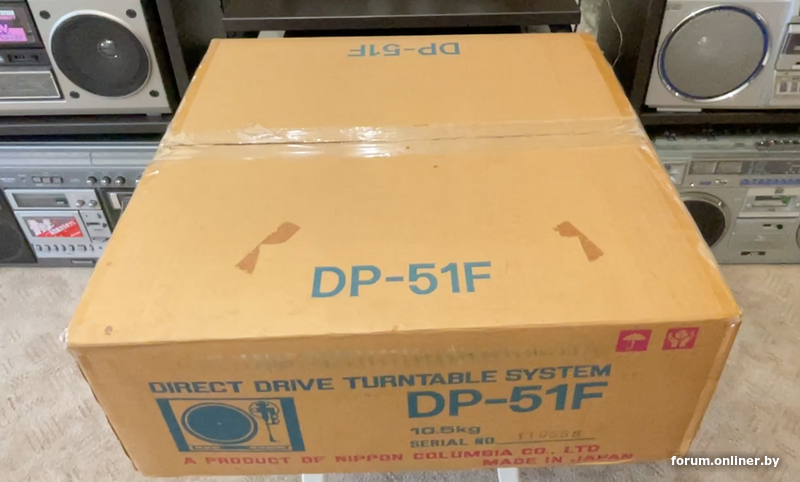 DP-51F
DP-51F
DIRECT DRIVE TURNTABLE SYSTEM
DP-51F
10.5kg
SERIAL NO
A PRODUCT OF NIPPON COLUMBIA CO., LTD
MADE IN JAPAN
forum.onliner.by